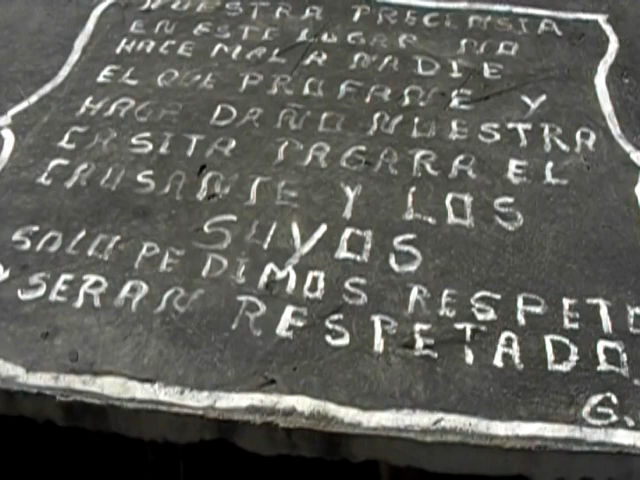 NUESTRA PRECENSIA
EN ESTE LUGAR NO
HACE MAL A NADIE
EL QUE PROFANE Y
HAGA DAÑO NUESTRA
CASITA PAGARA EL
CAUSANTE Y LOS
SUYOS
SOLO PEDIMOS RESPETO
SERAN RESPETADO
G.